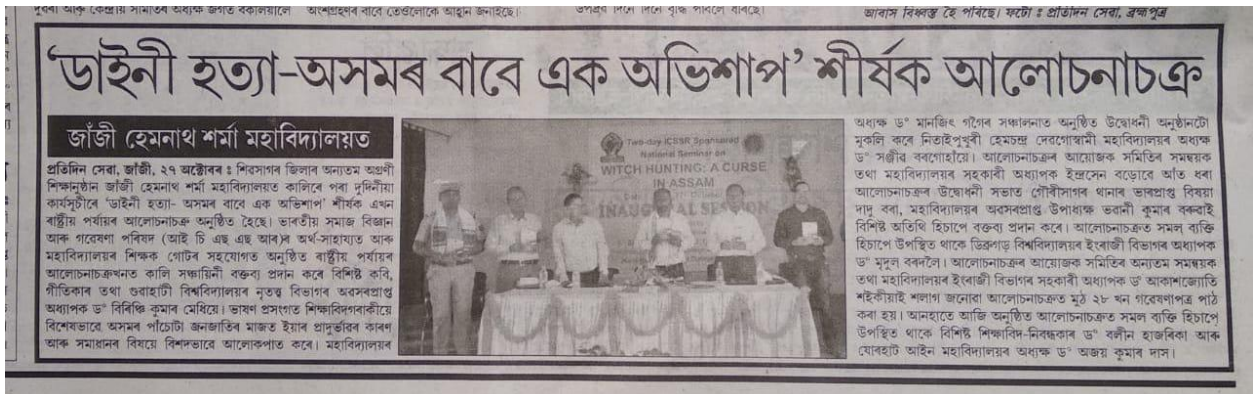 আবাস বিধ্বস্ত হৈ পৰিছে। ফটো : প্ৰতিদিন সেৱা, ব্ৰহ্মপুত্ৰ
'ডাইনী হত্যা-অসমৰ বাবে এক অভিশাপ' শীৰ্ষক আলোচনাচক্ৰ
জাঁজী হেমনাথ শৰ্মা মহাবিদ্যালয়ত
প্ৰতিদিন সেৱা, জাঁজী, ২৭ অক্টোবৰ : শিৱসাগৰ জিলাৰ অন্যতম অগ্ৰণী
শিক্ষানুষ্ঠান জাঁজী হেমনাথ শৰ্মা মহাবিদ্যালয়ত কালিৰে পৰা দুদিনীয়া
কাৰ্যসূচীৰে 'ডাইনী হত্যা- অসমৰ বাবে এক অভিশাপ' শীৰ্ষক এখন
ৰাষ্ট্ৰীয় পৰ্যায়ৰ আলোচনাচক্ৰ অনুষ্ঠিত হৈছে। ভাৰতীয় সমাজ বিজ্ঞান
আৰু গৱেষণা পৰিষদ (আই চি এছ এছ আৰ)ৰ অৰ্থ-সাহায্যত আৰু
মহাবিদ্যালয়ৰ শিক্ষক গোটৰ সহযোগত অনুষ্ঠিত ৰাষ্ট্ৰীয় পৰ্যায়ৰ
আলোচনাচক্ৰখনত কালি সঞ্চায়িনী বক্তব্য প্ৰদান কৰে বিশিষ্ট কবি,
গীতিকাৰ তথা গুৱাহাটী বিশ্ববিদ্যালয়ৰ নৃতত্ত্ব বিভাগৰ অৱসৰপ্ৰাপ্ত
অধ্যাপক ড° বিৰিঞ্চি কুমাৰ মেধিয়ে। ভাষণ প্ৰসংগত শিক্ষাবিদগৰাকীয়ে
বিশেষভাৱে অসমৰ পাঁচোটা জনজাতিৰ মাজত ইয়াৰ প্ৰাদুৰ্ভাৱৰ কাৰণ
আৰু সমাধানৰ বিষয়ে বিশদভাৱে আলোকপাত কৰে। মহাবিদ্যালয়ৰ
Two-day ICSSR Sponsored
National Seminar on
WITCH HUNTING: A CURSE
IN ASSAM
INAUGURAL SESSION
অধ্যক্ষ ড° মানজিৎ গগৈৰ সঞ্চালনাত অনুষ্ঠিত উদ্বোধনী অনুষ্ঠানটো
মুকলি কৰে নিতাইপুখুৰী হেমচন্দ্ৰ দেৱগোস্বামী মহাবিদ্যালয়ৰ অধ্যক্ষ
ড° সঞ্জীৱ বৰগোহাঁয়ে। আলোচনাচক্ৰৰ আয়োজক সমিতিৰ সমন্বয়ক
তথা মহাবিদ্যালয়ৰ সহকাৰী অধ্যাপক ইন্দ্ৰসেন বড়োৱে আঁত ধৰা
আলোচনাচক্ৰৰ উদ্বোধনী সভাত গৌৰীসাগৰ থানাৰ ভাৰপ্ৰাপ্ত বিষয়া
দাদু বৰা, মহাবিদ্যালয়ৰ অৱসৰপ্ৰাপ্ত উপাধ্যক্ষ ভৱানী কুমাৰ বৰুৱাই
বিশিষ্ট অতিথি হিচাপে বক্তব্য প্ৰদান কৰে। আলোচনাচক্ৰত সমল ব্যক্তি
হিচাপে উপস্থিত থাকে ডিব্ৰুগড় বিশ্ববিদ্যালয়ৰ ইংৰাজী বিভাগৰ অধ্যাপক
ড° মৃদুল বৰদলৈ। আলোচনাচক্ৰৰ আয়োজক সমিতিৰ অন্যতম সমন্বয়ক
তথা মহাবিদ্যালয়ৰ ইংৰাজী বিভাগৰ সহকাৰী অধ্যাপক ড° আকাশজ্যোতি
শইকীয়াই শলাগ জনোৱা আলোচনাচক্ৰত মুঠ ২৮ খন গৱেষণাপত্ৰ পাঠ
কৰা হয়। আনহাতে আজি অনুষ্ঠিত আলোচনাচক্ৰত সমল ব্যক্তি হিচাপে
উপস্থিত থাকে বিশিষ্ট শিক্ষাবিদ-নিবন্ধকাৰ ড° বলীন হাজৰিকা আৰু
যোৰহাট আইন মহাবিদ্যালয়ৰ অধ্যক্ষ ড° অজয় কুমাৰ দাস।